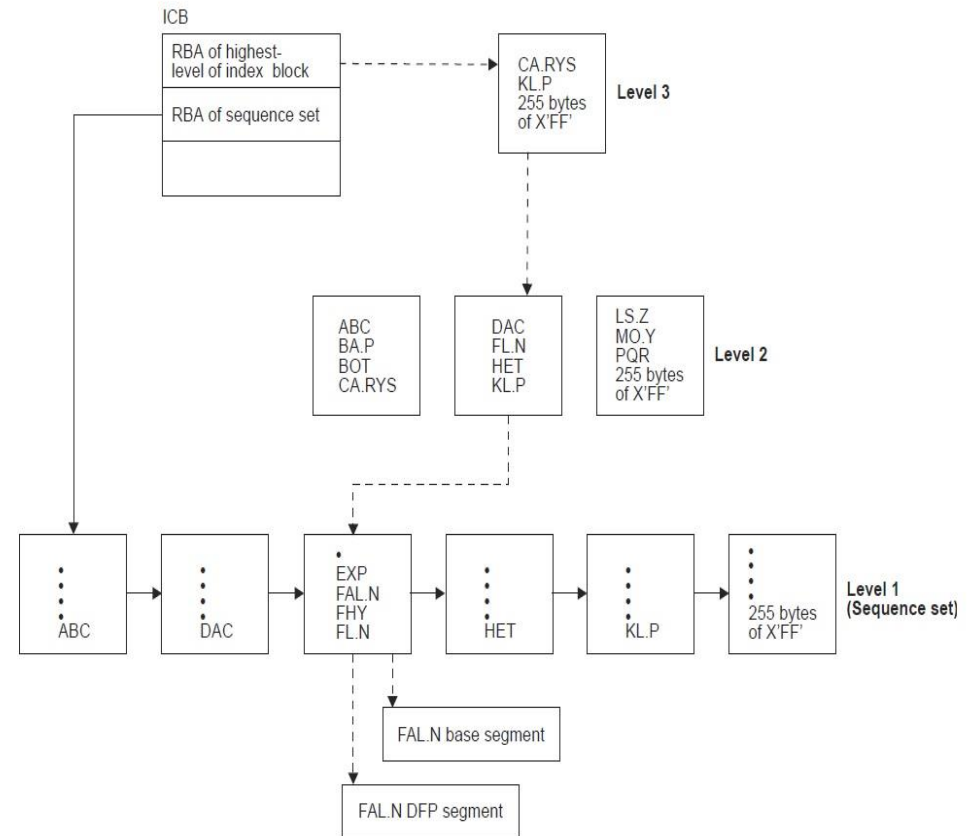 ICB
RBA of highest-
level of index block
RBA of sequence set
CA.RYS
KL.P
255 bytes
of X'FF'
Level 3
ABC
BA.P
BOT
CA.RYS
DAC
FL.N
HET
KL.P
LS.Z
MO.Y
PQR
255 bytes
of X'FF'
Level 2
ABC
DAC
EXP
FAL.N
FHY
FL.N
HET
KL.P
255 bytes
of X'FF'
Level 1
(Sequence set)
FAL.N base segment
FAL.N DFP segment